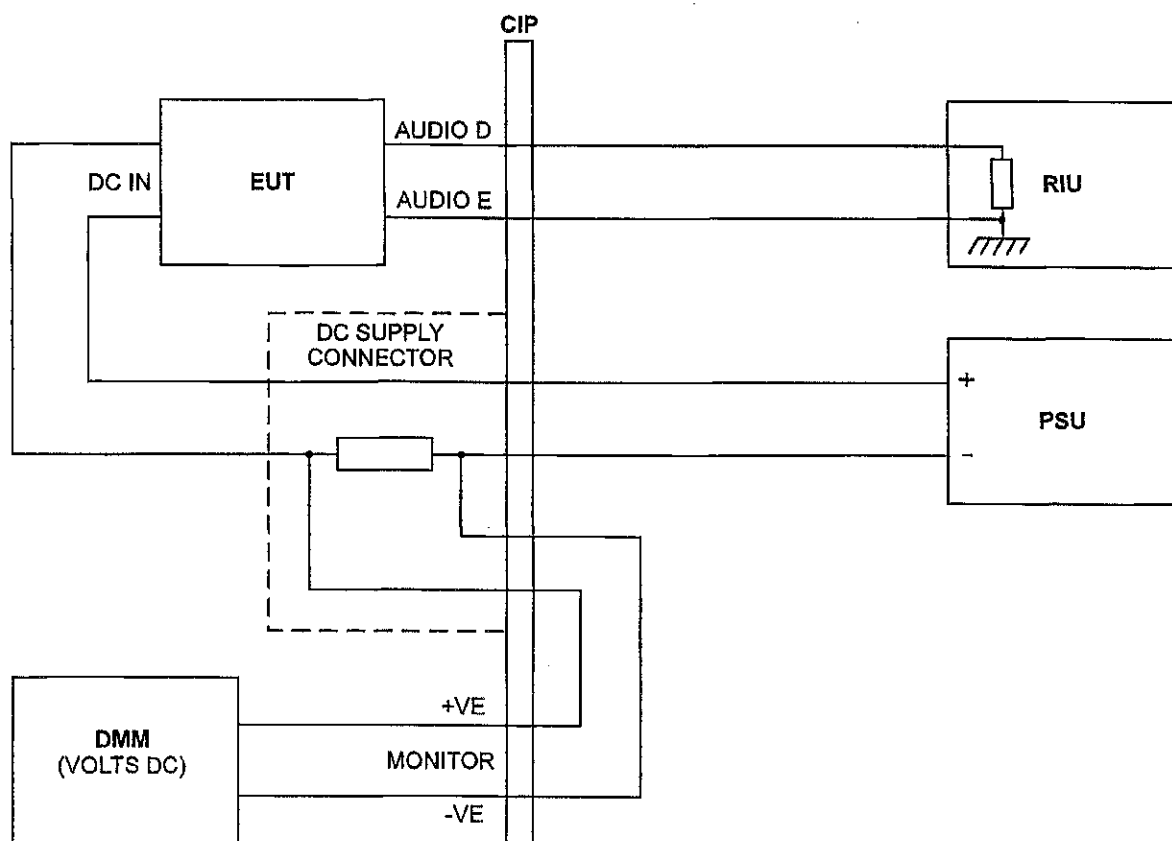 CIP
AUDIO D
DC IN
EUT
RIU
AUDIO E
DC SUPPLY
CONNECTOR
+
PSU
-
+VE
DMM
(VOLTS DC)
MONITOR
-VE